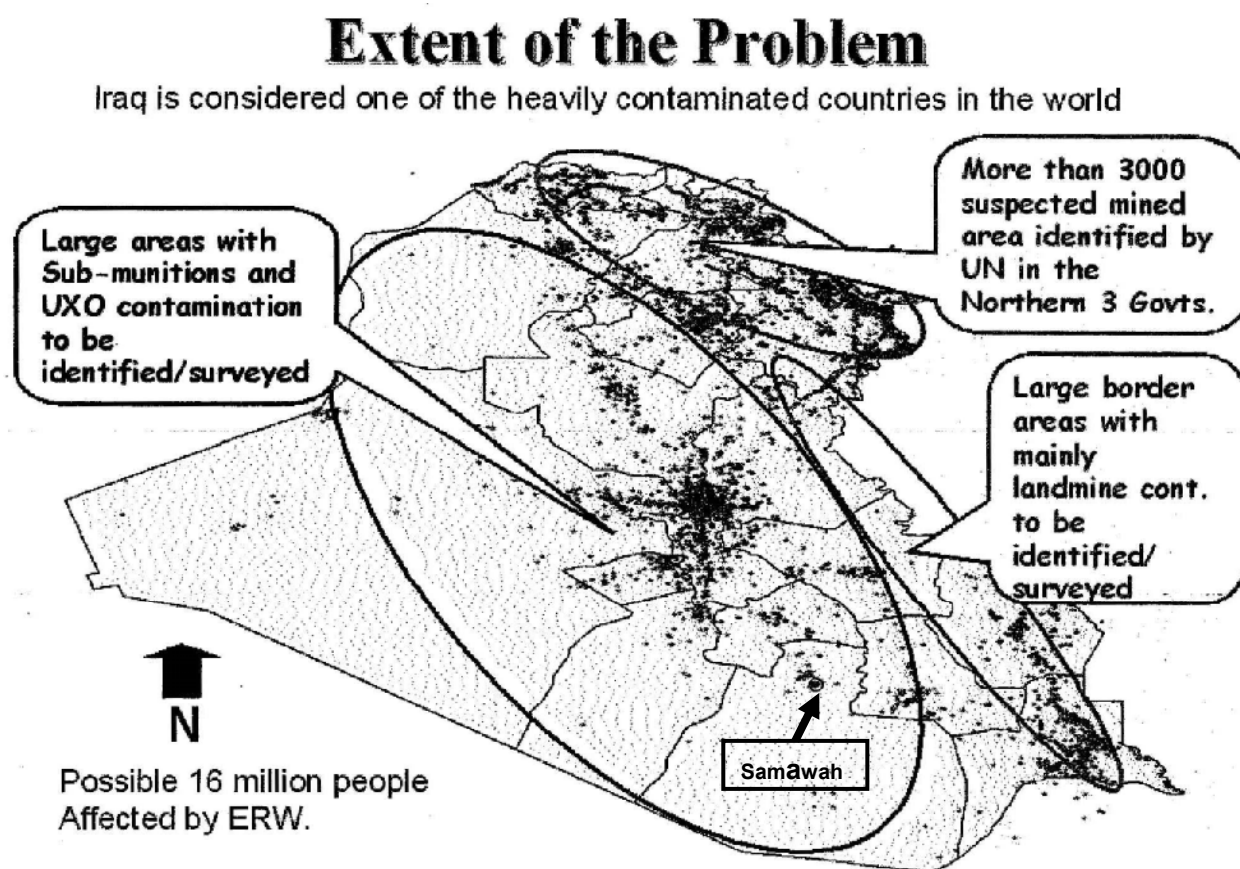 Extent of the Problem
Iraq is considered one of the heavily contaminated countries in the world
More than 3000
suspected mined
area identified by
UN in the
Northern 3 Govts.
Large areas with
Sub-munitions and
UXO contamination
to be
identified/surveyed
Large border
areas with
mainly
landmine cont.
to be
identified/
surveyed
N
Samawah
Possible 16 million people
Affected by ERW.